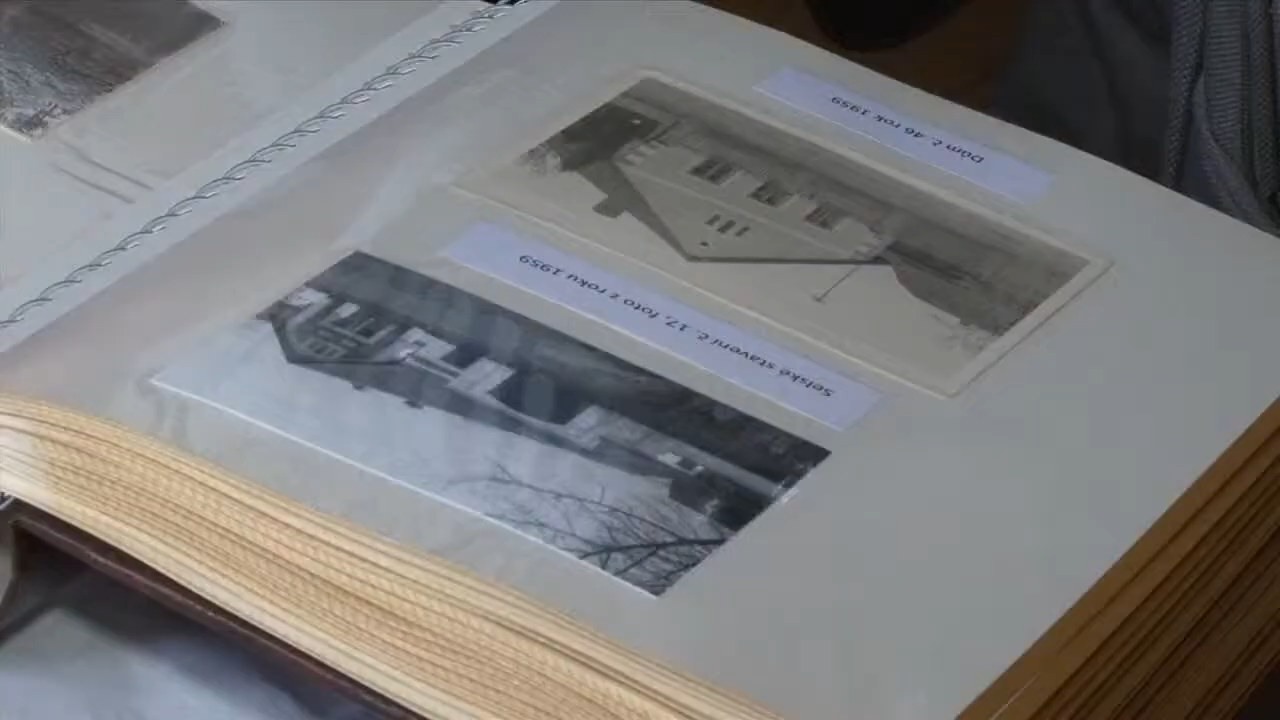 Dům č. 46 rok 1959
Selské stavení č. 17, foto z roku 1959